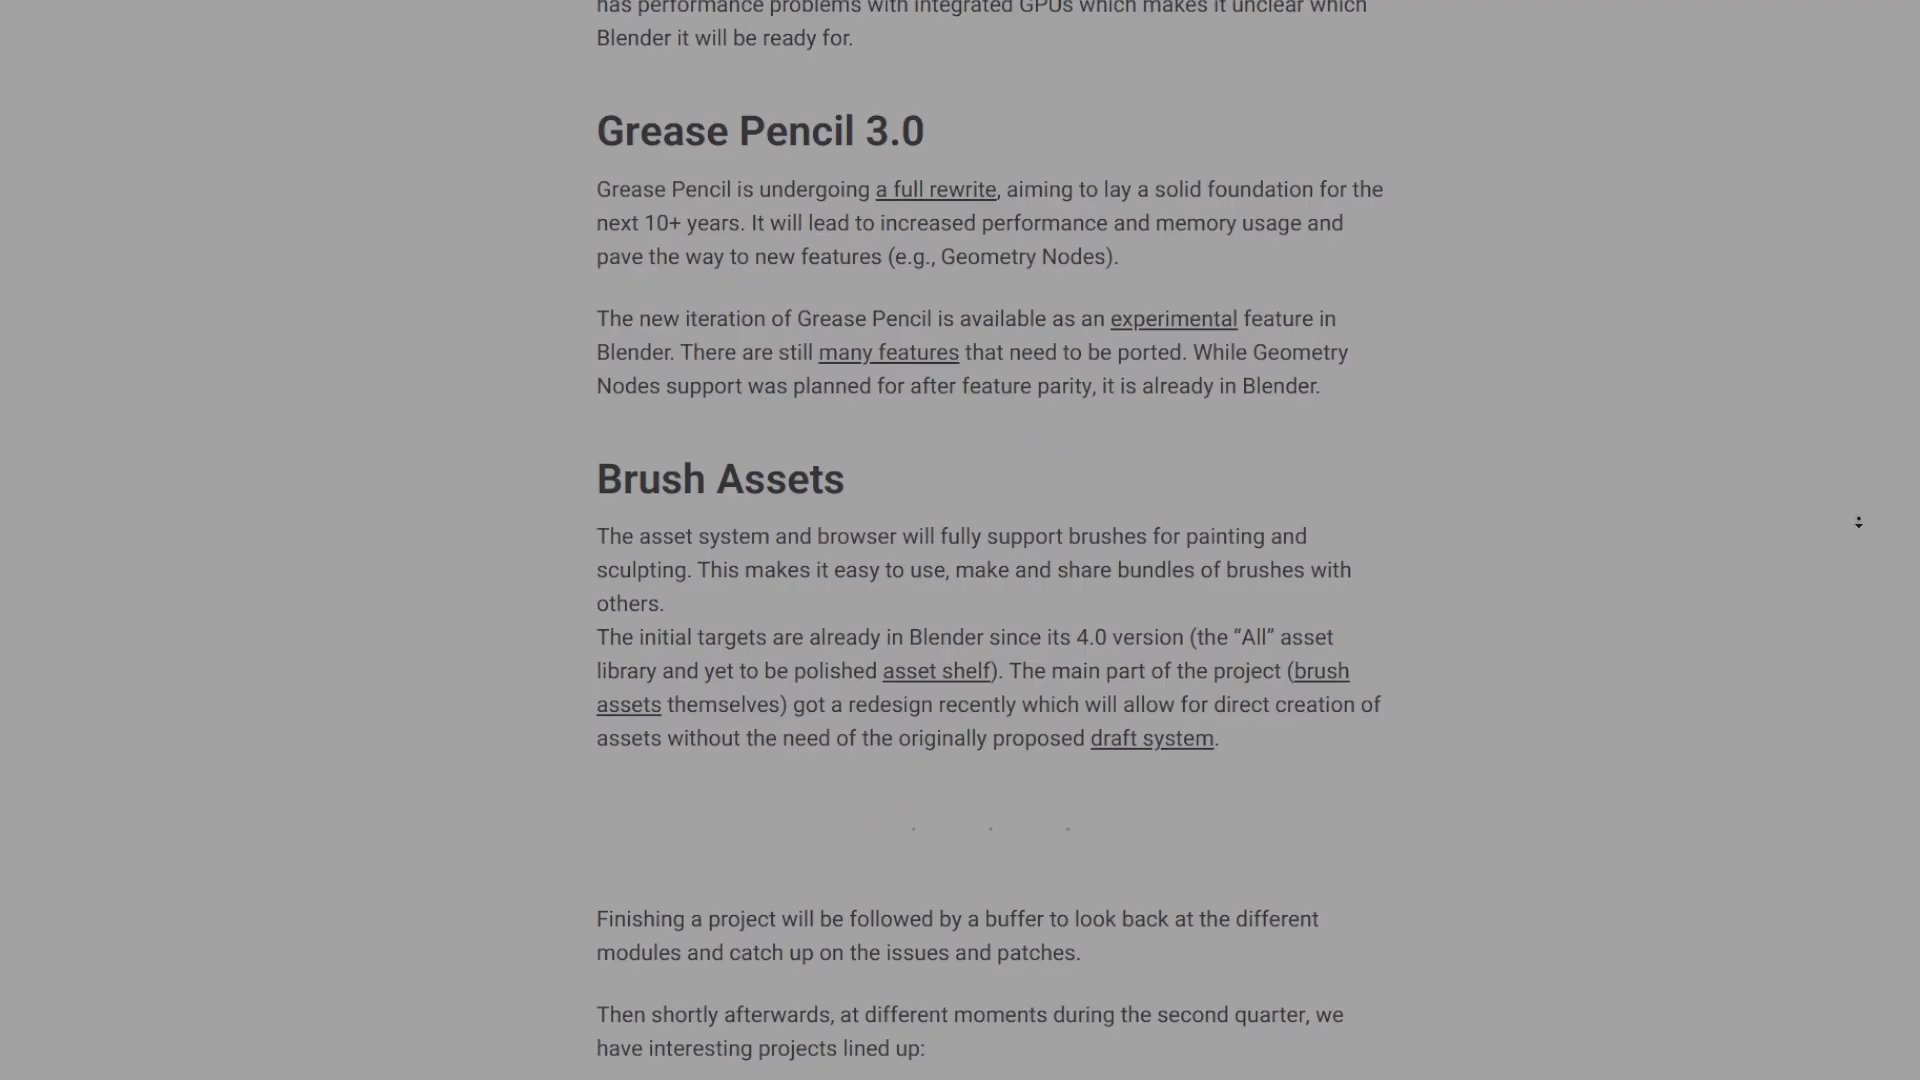 has performance problems with integrated GPUs which makes it unclear which
Blender it will be ready for.
Grease Pencil 3.0
Grease Pencil is undergoing a full rewrite, aiming to lay a solid foundation for the
next 10+ years. It will lead to increased performance and memory usage and
pave the way to new features (e.g., Geometry Nodes).
The new iteration of Grease Pencil is available as an experimental feature in
Blender. There are still many features that need to be ported. While Geometry
Nodes support was planned for after feature parity, it is already in Blender.
Brush Assets
The asset system and browser will fully support brushes for painting and
sculpting. This makes it easy to use, make and share bundles of brushes with
others.
The initial targets are already in Blender since its 4.0 version (the “All” asset
library and yet to be polished asset shelf). The main part of the project (brush
assets themselves) got a redesign recently which will allow for direct creation of
assets without the need of the originally proposed draft system.
Finishing a project will be followed by a buffer to look back at the different
modules and catch up on the issues and patches.
Then shortly afterwards, at different moments during the second quarter, we
have interesting projects lined up: